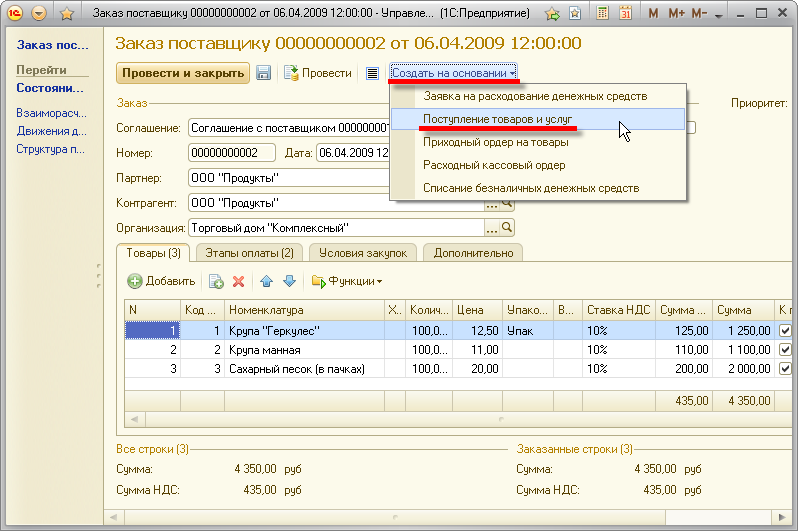 Заказ поставщику 00000000002 от 06.04.2009 12:00:00 - Управле... [1С:Предприятие]
M M+ M-
Заказ пос...
Перейти
Состояни...
Взаиморасч...
Движения д...
Структура п...
Заказ поставщику 00000000002 от 06.04.2009 12:00:00
Провести и закрыть Провести Создать на основании
Заявка на расходование денежных средств
Поступление товаров и услуг
Приходный ордер на товары
Расходный кассовый ордер
Списание безналичных денежных средств
Заказ Приоритет:
Соглашение: Соглашение с поставщиком 000000001
Номер: 00000000002 Дата: 06.04.2009 12
Партнер: ООО "Продукты"
Контрагент: ООО "Продукты"
Организация: Торговый дом "Комплексный"
Товары (3) Этапы оплаты (2) Условия закупок Дополнительно
Добавить Функции
N Код ... Номенклатура Х.. Колич... Цена Упако... В... Ставка НДС Сумма ... Сумма К п
1 1 Крупа "Геркулес" 100,0... 12,50 Упак 10% 125,00 1 250,00
2 2 Крупа манная 100,0... 11,00 10% 110,00 1 100,00
3 3 Сахарный песок (в пачках) 100,0... 20,00 10% 200,00 2 000,00
435,00 4 350,00
Все строки (3) Заказанные строки (3)
Сумма: 4 350,00 руб Сумма: 4 350,00 руб
Сумма НДС: 435,00 руб Сумма НДС: 435,00 руб